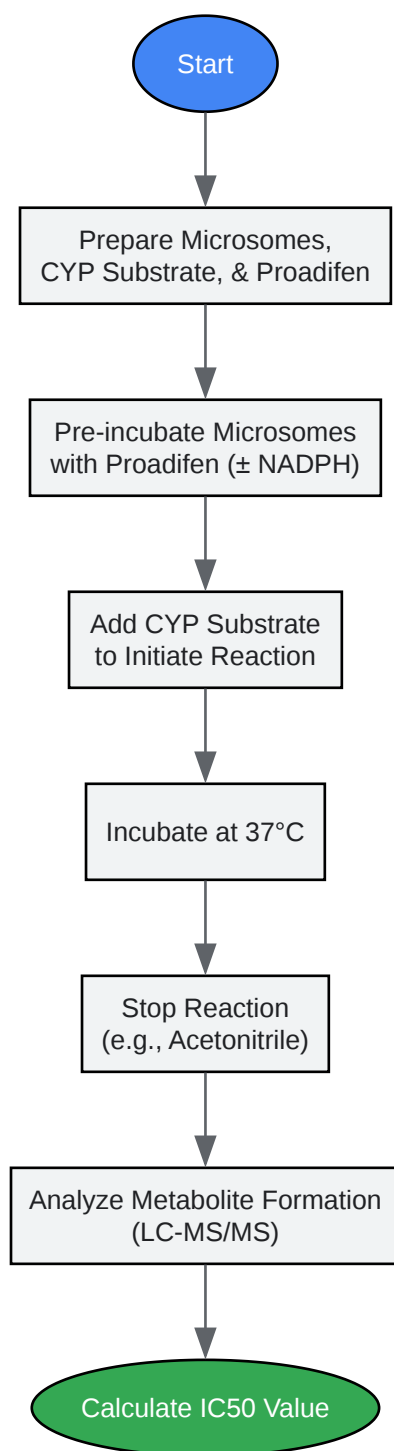 Start
Prepare Microsomes,
CYP Substrate, & Proadifen
Pre-incubate Microsomes
with Proadifen (± NADPH)
Add CYP Substrate
to Initiate Reaction
Incubate at 37°C
Stop Reaction
(e.g., Acetonitrile)
Analyze Metabolite Formation
(LC-MS/MS)
Calculate IC50 Value